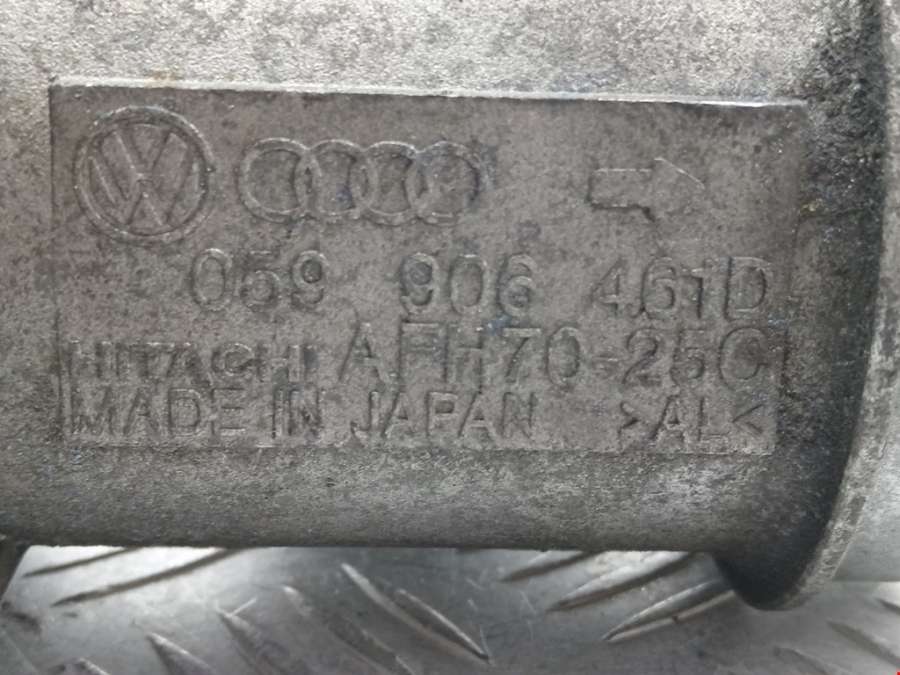 059 906 461D
HITACHI AFH70-25C
MADE IN JAPAN >AL<